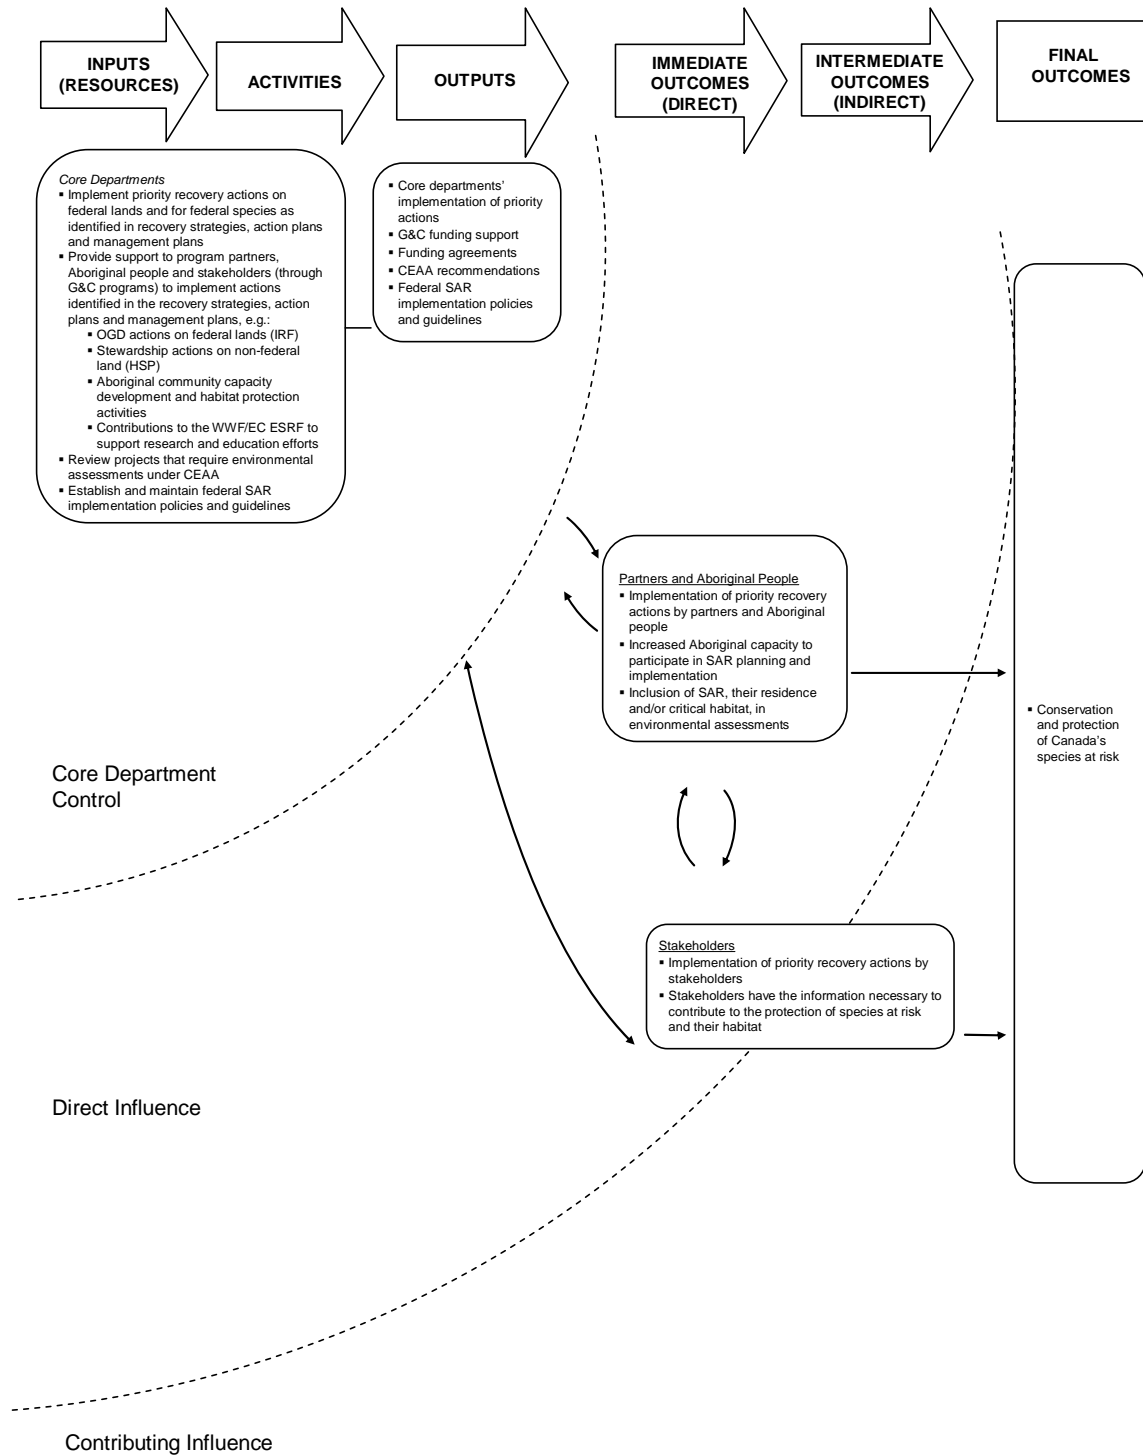 INPUTS
(RESOURCES)
ACTIVITIES
OUTPUTS
IMMEDIATE
OUTCOMES
(DIRECT)
INTERMEDIATE
OUTCOMES
(INDIRECT)
FINAL
OUTCOMES
Core Departments
▪ Implement priority recovery actions on
federal lands and for federal species as
identified in recovery strategies, action
plans and management plans
▪ Provide support to program partners,
Aboriginal people and stakeholders (through
G&C programs) to implement actions
identified in the recovery strategies, action
plans and management plans, e.g.:
▪ OGD actions on federal lands (IRF)
▪ Stewardship actions on non-federal
land (HSP)
▪ Aboriginal community capacity
development and habitat protection
activities
▪ Contributions to the WWF/EC ESRF to
support research and education efforts
▪ Review projects that require environmental
assessments under CEAA
▪ Establish and maintain federal SAR
implementation policies and guidelines
▪ Core departments'
implementation of priority
actions
▪ G&C funding support
▪ Funding agreements
▪ CEAA recommendations
▪ Federal SAR
implementation policies
and guidelines
Partners and Aboriginal People
▪ Implementation of priority recovery
actions by partners and Aboriginal
people
▪ Increased Aboriginal capacity to
participate in SAR planning and
implementation
▪ Inclusion of SAR, their residence
and/or critical habitat, in
environmental assessments
▪ Conservation
and protection
of Canada's
species at risk
Core Department
Control
Stakeholders
▪ Implementation of priority recovery actions by
stakeholders
▪ Stakeholders have the information necessary to
contribute to the protection of species at risk
and their habitat
Direct Influence
Contributing Influence